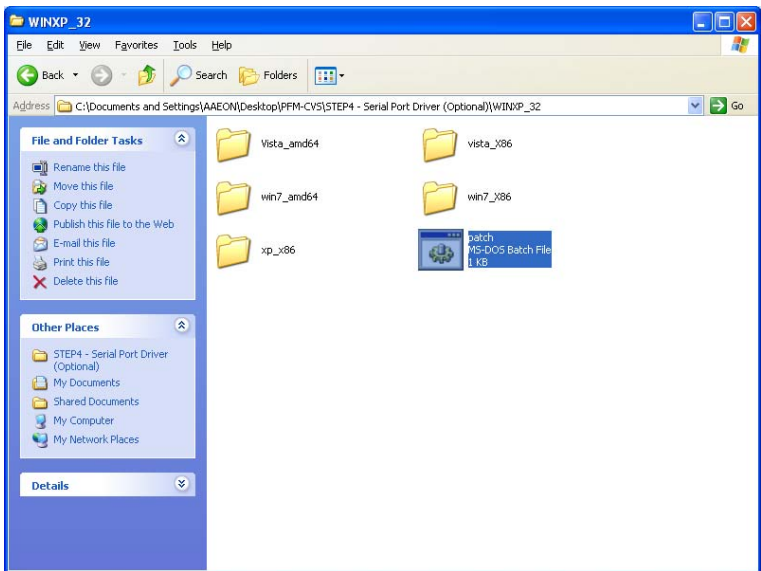 WINXP_32
File Edit View Favorites Tools Help
Back Search Folders
Address C:\Documents and Settings\AAEON\Desktop\PFM-CVS\STEP4 - Serial Port Driver (Optional)\WINXP_32 Go
File and Folder Tasks
Rename this file
Move this file
Copy this file
Publish this file to the Web
E-mail this file
Print this file
Delete this file
Other Places
STEP4 - Serial Port Driver
(Optional)
My Documents
Shared Documents
My Computer
My Network Places
Details
Vista_amd64
vista_X86
win7_amd64
win7_X86
xp_x86
patch
MS-DOS Batch File
1 KB